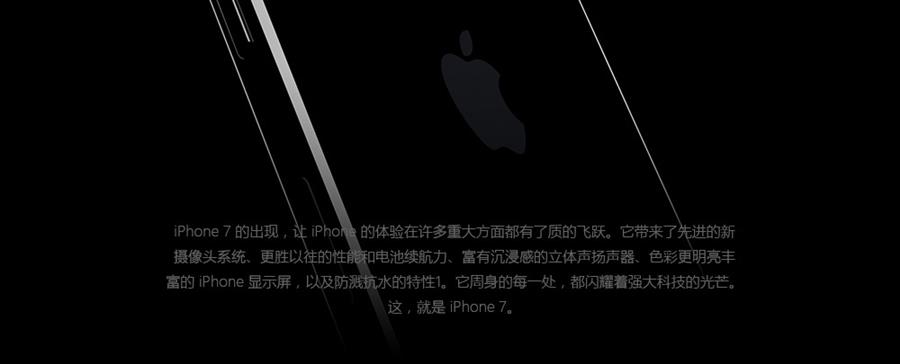 iPhone 7 的出现，让 iPhone 的体验在许多重大方面都有了质的飞跃。它带来了先进的新
摄像头系统、更胜以往的性能和电池续航力、富有沉浸感的立体声扬声器、色彩更明亮丰
富的 iPhone 显示屏，以及防溅抗水的特性1。它周身的每一处，都闪耀着强大科技的光芒。
这，就是 iPhone 7。